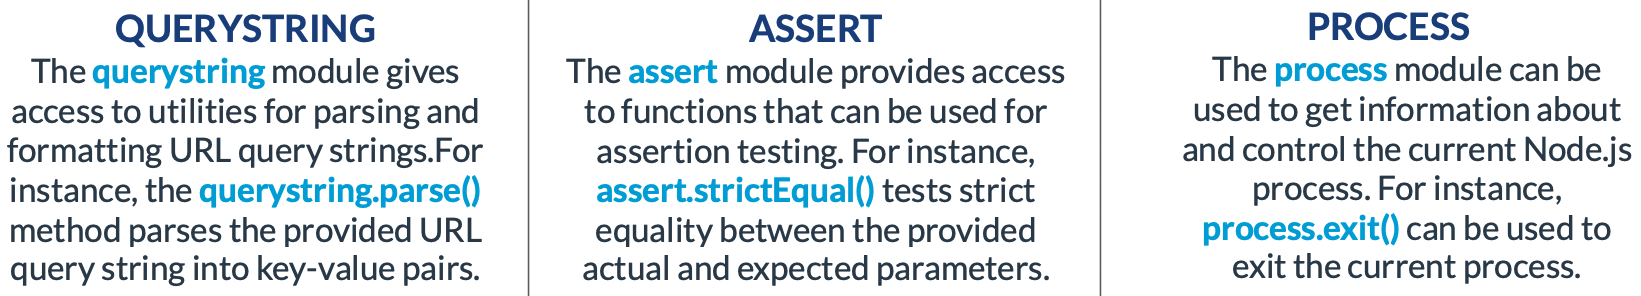 QUERYSTRING
The querystring module gives
access to utilities for parsing and
formatting URL query strings.For
instance, the querystring.parse()
method parses the provided URL
query string into key-value pairs.
ASSERT
The assert module provides access
to functions that can be used for
assertion testing. For instance,
assert.strictEqual() tests strict
equality between the provided
actual and expected parameters.
PROCESS
The process module can be
used to get information about
and control the current Node.js
process. For instance,
process.exit() can be used to
exit the current process.